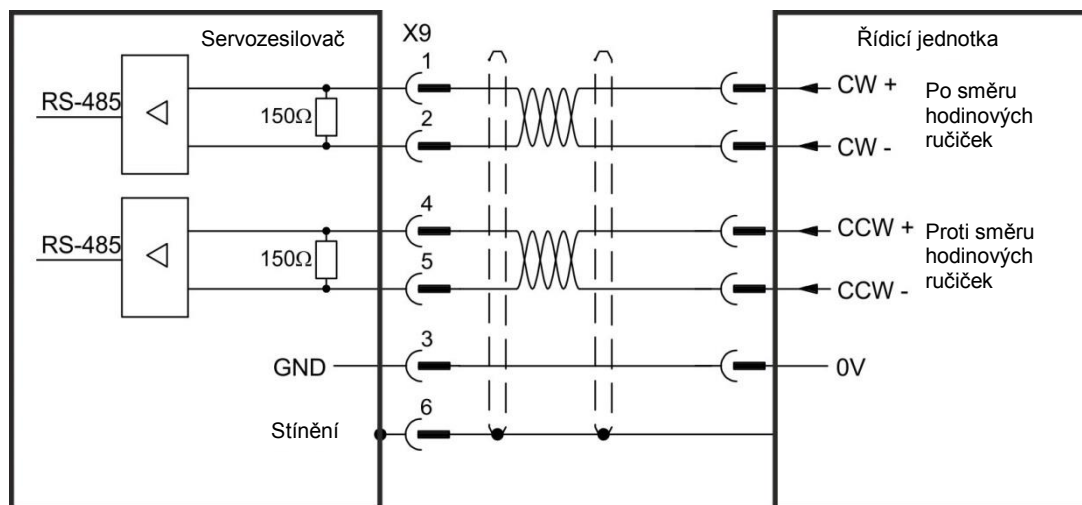 Servozesilovač
X9
Řídicí jednotka
1
RS-485
150Ω
CW +
Po směru
hodinových
ručiček
2
CW -
4
RS-485
150Ω
CCW +
Proti směru
hodinových
ručiček
5
CCW -
3
GND
0V
6
Stínění